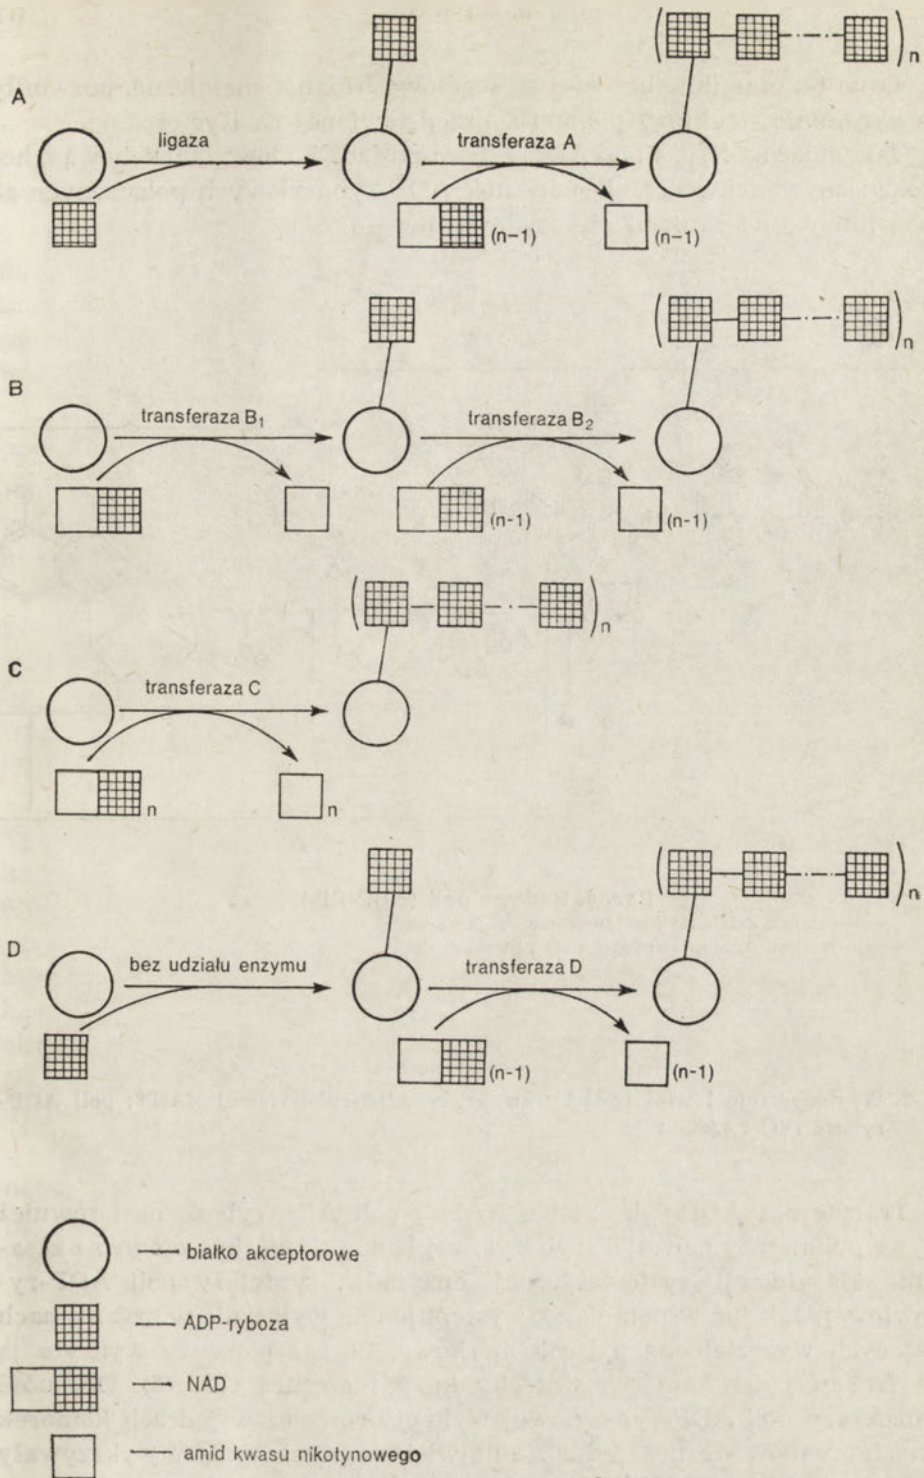 A
ligaza
transferaza A
(n-1)
(n-1)
n
B
transferaza B₁
transferaza B₂
(n-1)
(n-1)
n
C
transferaza C
n
n
n
D
bez udziału enzymu
transferaza D
(n-1)
(n-1)
n
— białko akceptorowe
— ADP-ryboza
— NAD
— amid kwasu nikotynowego